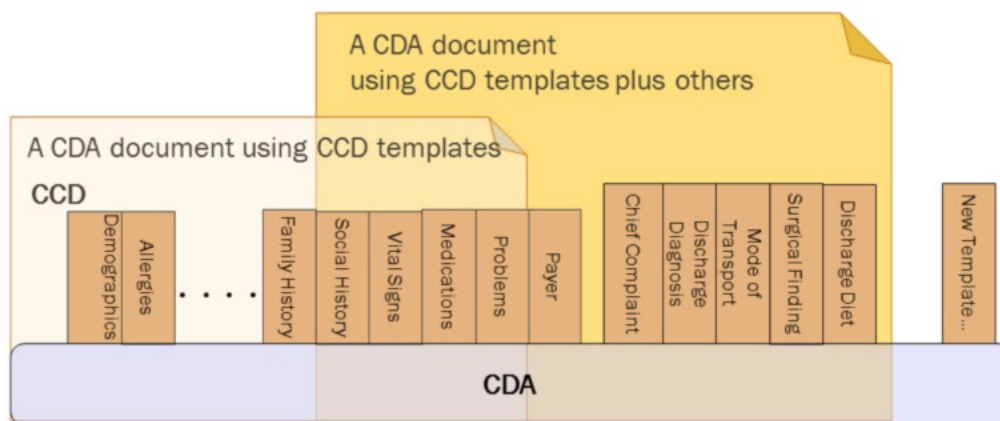 A CDA document
using CCD templates plus others
A CDA document using CCD templates
CCD
Demographics
Allergies
. . . . .
Family History
Social History
Vital Signs
Medications
Problems
Payer
Chief Complaint
Discharge
Diagnosis
Mode of
Transport
Surgical Finding
Discharge Diet
New Template...
CDA